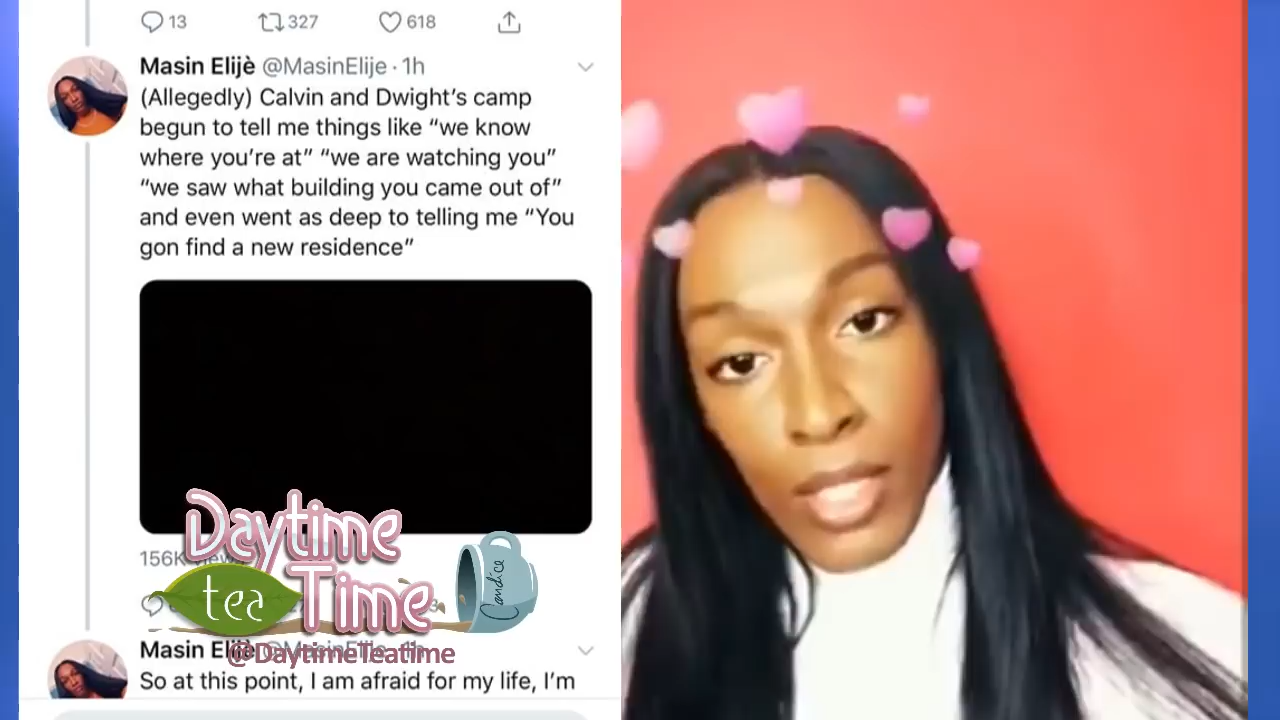 13 327 618
Masin Elijè @MasinElije · 1h
(Allegedly) Calvin and Dwight's camp
begun to tell me things like “we know
where you're at” “we are watching you”
“we saw what building you came out of”
and even went as deep to telling me “You
gon find a new residence”
156K views
Daytime
tea Time
Candice
@DaytimeTeatime
Masin Elijè @MasinElije
So at this point, I am afraid for my life, I'm